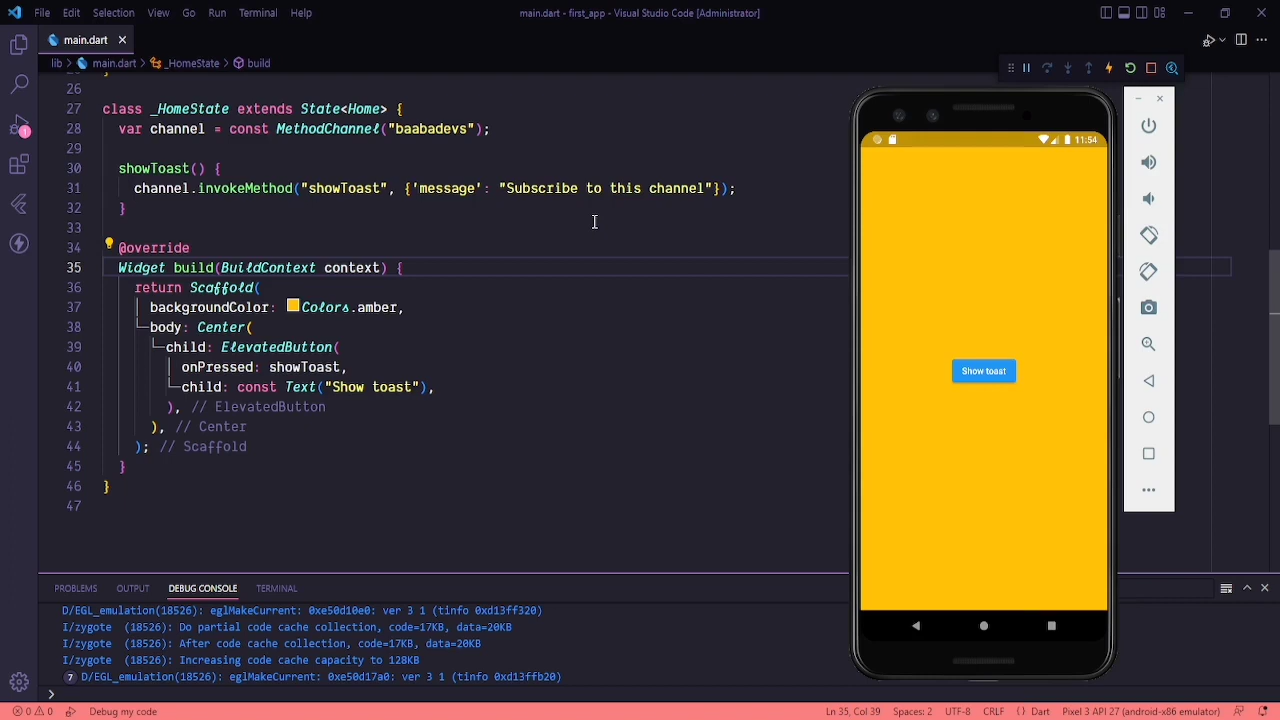 File Edit Selection View Go Run Terminal Help main.dart - first_app - Visual Studio Code [Administrator]
main.dart
lib > main.dart > _HomeState > build
26
27 class _HomeState extends State<Home> {
28 var channel = const MethodChannel("baabadevs");
29
30 showToast() {
31 channel.invokeMethod("showToast", {'message': "Subscribe to this channel"});
32 }
33
34 @override
35 Widget build(BuildContext context) {
36 return Scaffold(
37 backgroundColor: Colors.amber,
38 body: Center(
39 child: ElevatedButton(
40 onPressed: showToast,
41 child: const Text("Show toast"),
42 ), // ElevatedButton
43 ), // Center
44 ); // Scaffold
45 }
46 }
47
11:54
Show toast
1
PROBLEMS OUTPUT DEBUG CONSOLE TERMINAL
D/EGL_emulation(18526): eglMakeCurrent: 0xe50d10e0: ver 3 1 (tinfo 0xd13ff320)
I/zygote (18526): Do partial code cache collection, code=17KB, data=20KB
I/zygote (18526): After code cache collection, code=17KB, data=20KB
I/zygote (18526): Increasing code cache capacity to 128KB
7 D/EGL_emulation(18526): eglMakeCurrent: 0xe50d17a0: ver 3 1 (tinfo 0xd13ffb20)
>
0 0 Debug my code Ln 35, Col 39 Spaces: 2 UTF-8 CRLF {} Dart Pixel 3 API 27 (android-x86 emulator)